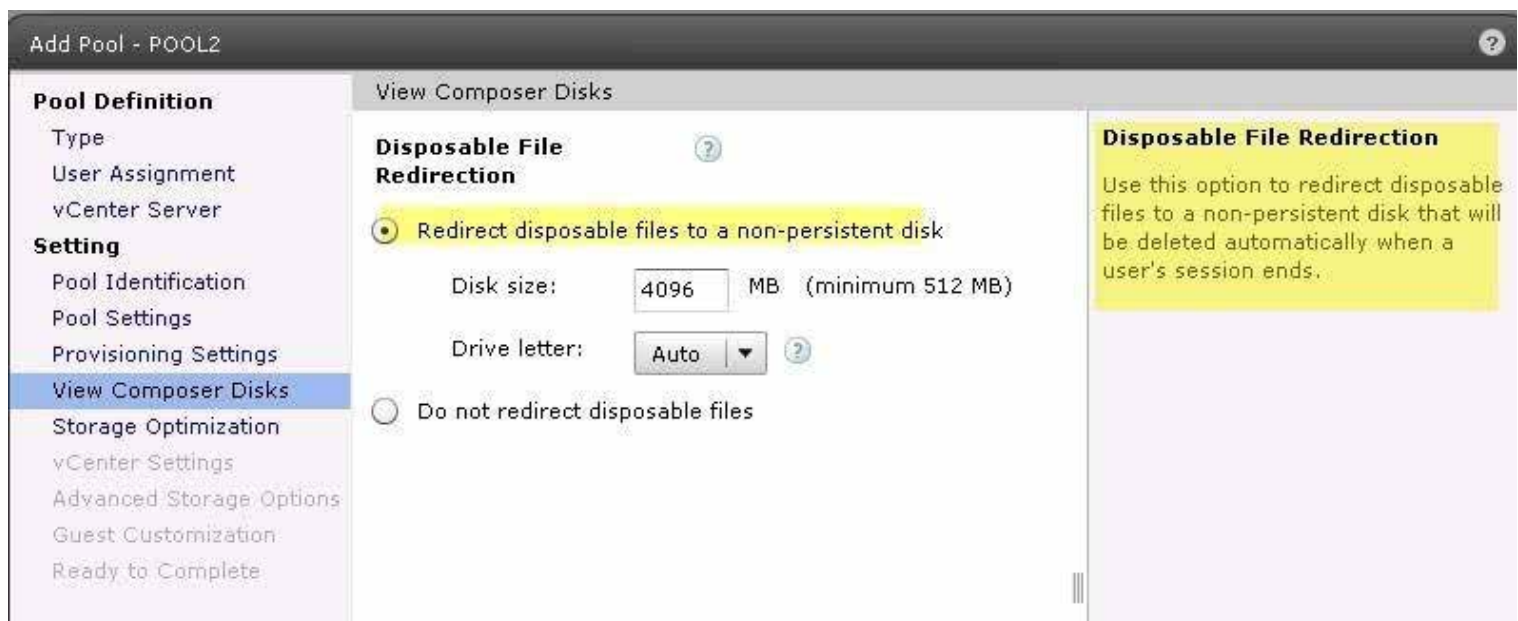 Add Pool - POOL2
?
Pool Definition
Type
User Assignment
vCenter Server
Setting
Pool Identification
Pool Settings
Provisioning Settings
View Composer Disks
Storage Optimization
vCenter Settings
Advanced Storage Options
Guest Customization
Ready to Complete
View Composer Disks
Disposable File ?
Redirection
Redirect disposable files to a non-persistent disk
Disk size: 4096 MB (minimum 512 MB)
Drive letter: Auto ?
Do not redirect disposable files
Disposable File Redirection
Use this option to redirect disposable
files to a non-persistent disk that will
be deleted automatically when a
user's session ends.